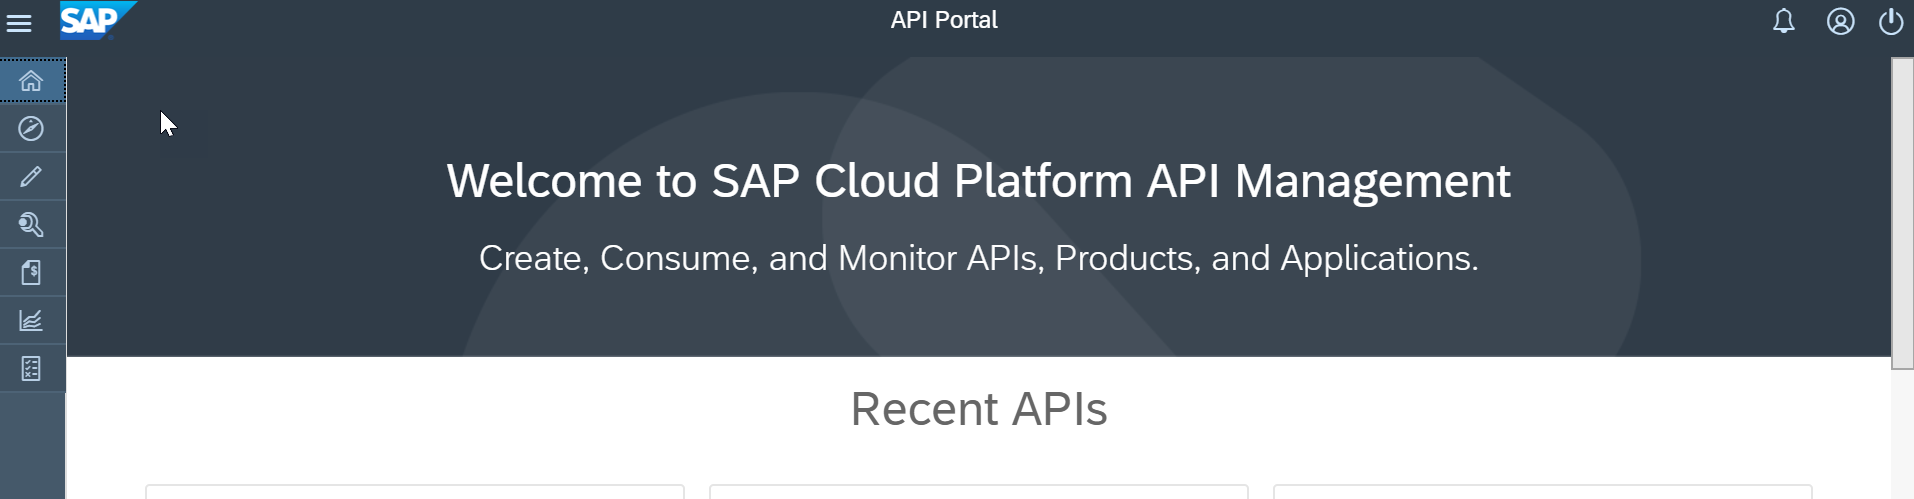 SAP
API Portal
Welcome to SAP Cloud Platform API Management
Create, Consume, and Monitor APIs, Products, and Applications.
Recent APIs